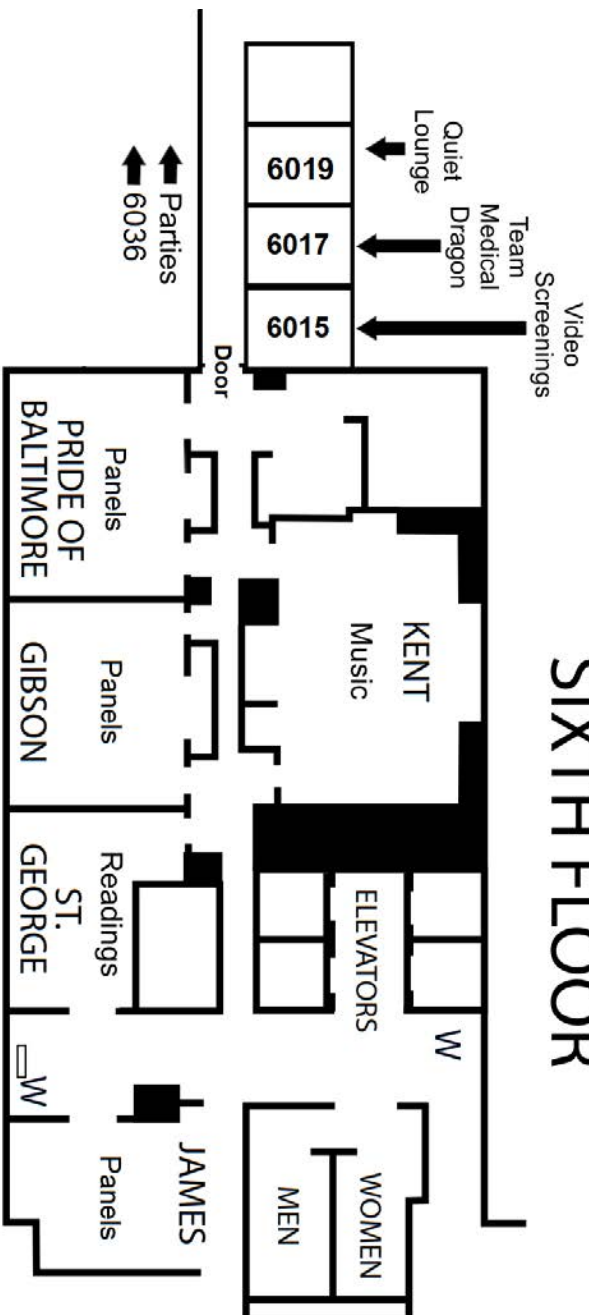 SIXTH FLOOR
Video
Screenings
Team
Medical
Dragon
Quiet
Lounge
6019
6017
6015
Door
Parties
6036
KENT
Music
ELEVATORS
W
WOMEN
MEN
Panels
PRIDE OF
BALTIMORE
Panels
GIBSON
Readings
ST.
GEORGE
W
JAMES
Panels